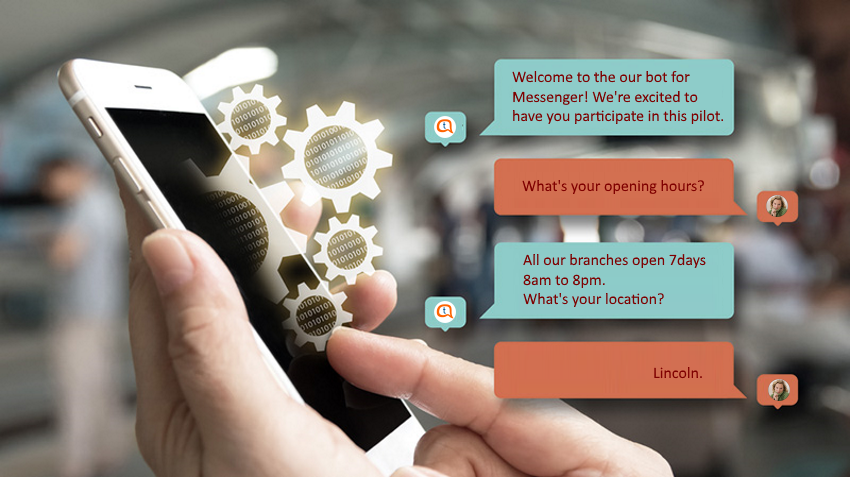 Welcome to the our bot for
Messenger! We're excited to
have you participate in this pilot.
What's your opening hours?
All our branches open 7days
8am to 8pm.
What's your location?
Lincoln.